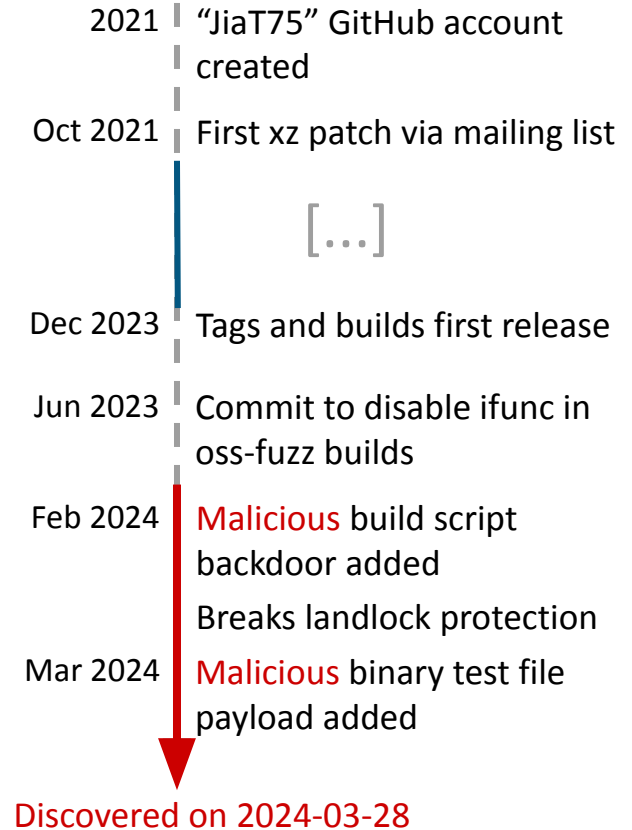 2021 “JiaT75” GitHub account
created
Oct 2021 First xz patch via mailing list
[...]
Dec 2023 Tags and builds first release
Jun 2023 Commit to disable ifunc in
oss-fuzz builds
Feb 2024 Malicious build script
backdoor added
Breaks landlock protection
Mar 2024 Malicious binary test file
payload added
Discovered on 2024-03-28